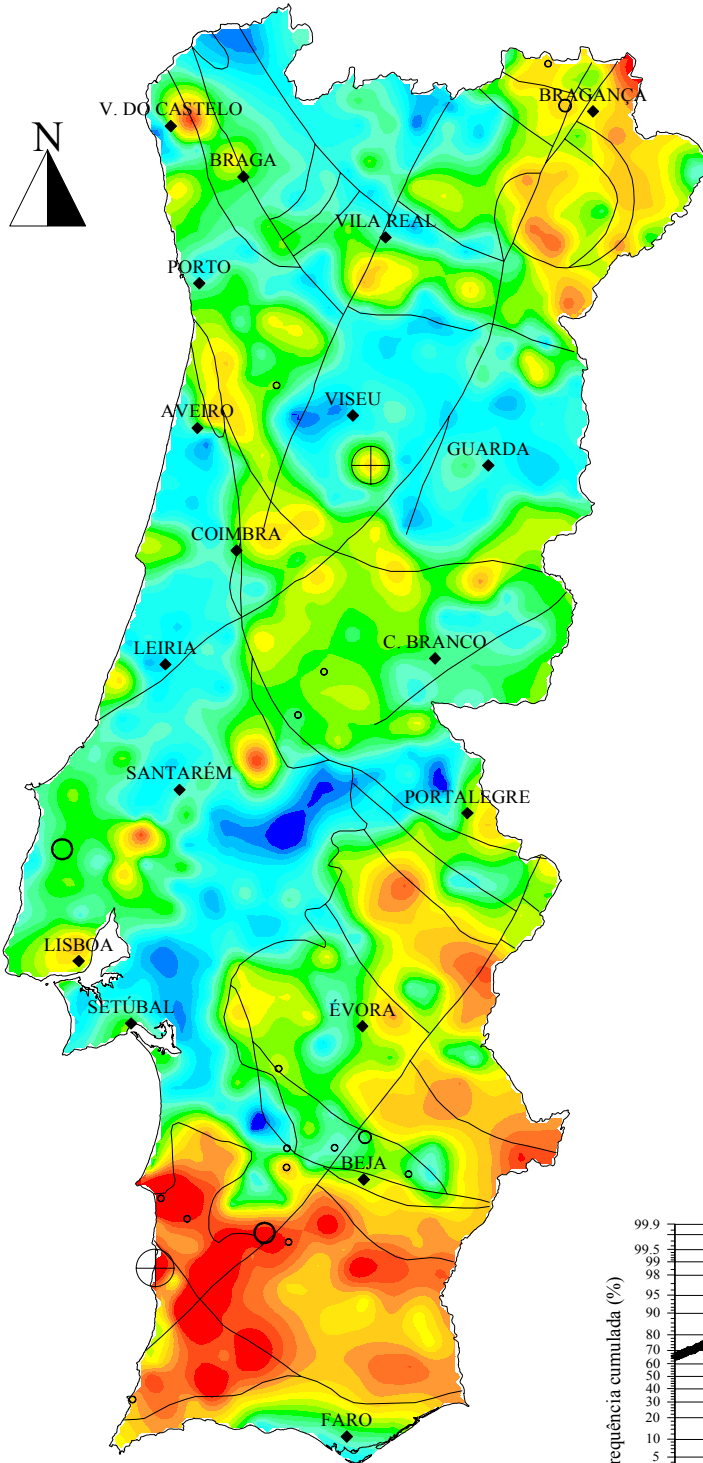 N
V. DO CASTELO
BRAGANÇA
BRAGA
VILA REAL
PORTO
VISEU
AVEIRO
GUARDA
COIMBRA
C. BRANCO
LEIRIA
SANTARÉM
PORTALEGRE
LISBOA
SETÚBAL
ÉVORA
BEJA
FARO
99.9
99.5
99
98
95
90
80
70
60
50
40
30
20
10
5
requência cumulada (%)